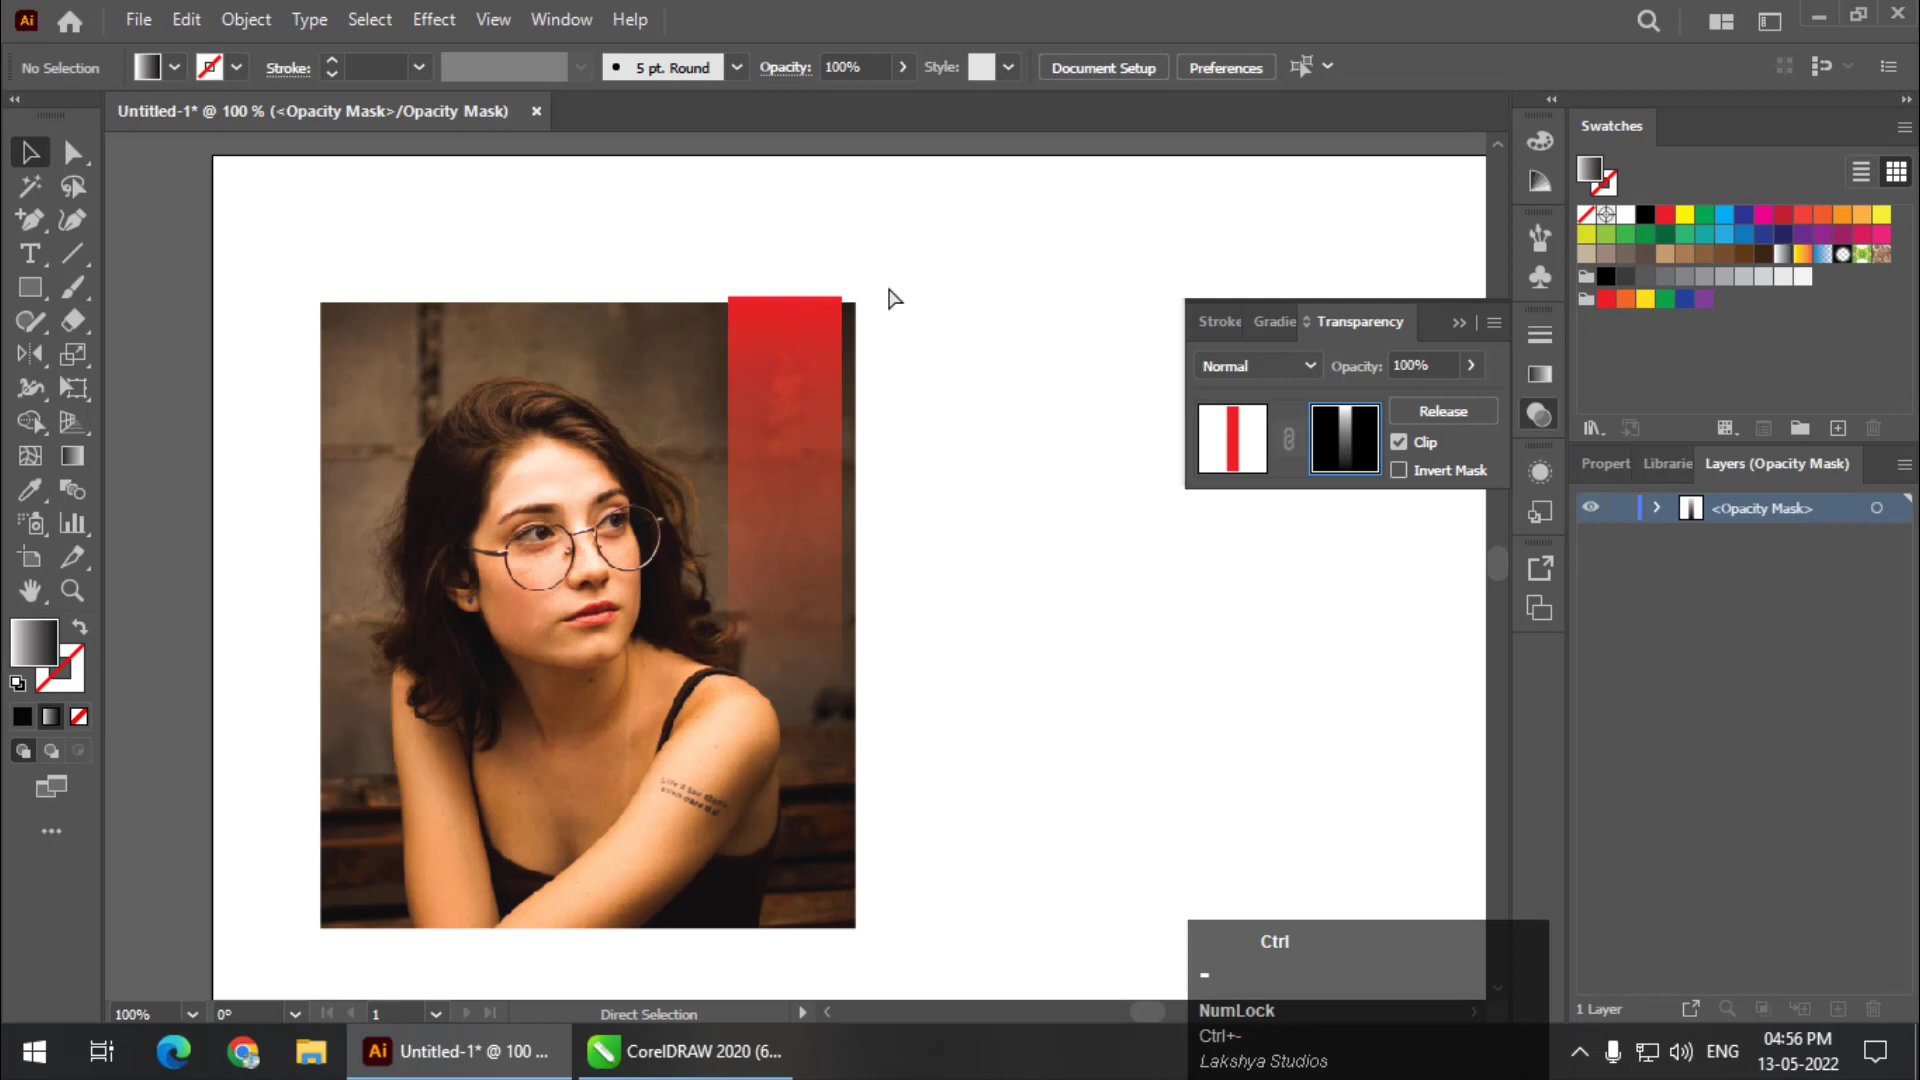 Ai File Edit Object Type Select Effect View Window Help
No Selection Stroke: 5 pt. Round Opacity: 100% Style: Document Setup Preferences
Untitled-1* @ 100 % (<Opacity Mask>/Opacity Mask) ×
Swatches
Stroke Gradie Transparency
Normal Opacity: 100%
Release
Clip
Invert Mask
Propert Librarie Layers (Opacity Mask)
<Opacity Mask>
Ctrl
-
NumLock
Ctrl+-
Lakshya Studios
100% 0° 1 Direct Selection
1 Layer
Ai Untitled-1* @ 100 ... CorelDRAW 2020 (6... ENG 04:56 PM
13-05-2022